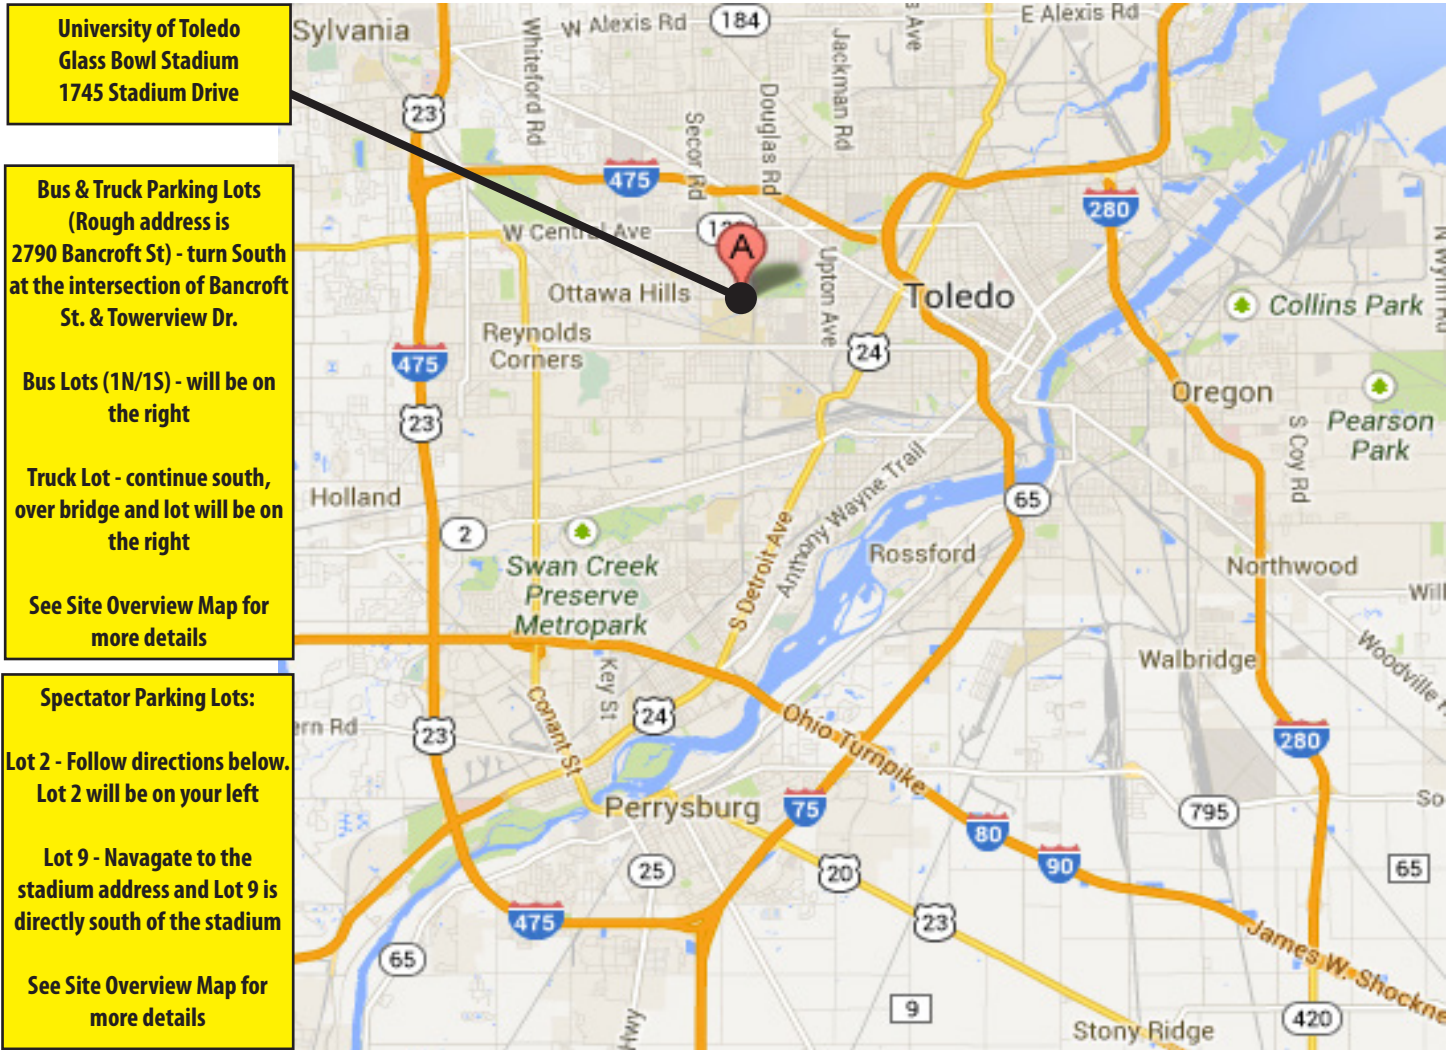 University of Toledo
Glass Bowl Stadium
1745 Stadium Drive
Bus & Truck Parking Lots
(Rough address is
2790 Bancroft St) - turn South
at the intersection of Bancroft
St. & Towerview Dr.
Bus Lots (1N/1S) - will be on
the right
Truck Lot - continue south,
over bridge and lot will be on
the right
See Site Overview Map for
more details
Spectator Parking Lots:
Lot 2 - Follow directions below.
Lot 2 will be on your left
Lot 9 - Navagate to the
stadium address and Lot 9 is
directly south of the stadium
See Site Overview Map for
more details
Sylvania
W Alexis Rd
184
E Alexis Rd
Whiteford Rd
Jackman Rd
Ave
23
Secor Rd
Douglas Rd
475
280
W Central Ave
A
Upton Ave
N Wynn Rd
Ottawa Hills
Toledo
Collins Park
Reynolds
Corners
24
475
Oregon
23
Pearson
Park
S Coy Rd
Holland
2
Anthony Wayne Trail
65
Swan Creek
Preserve
Metropark
S Detroit Ave
Rossford
Northwood
Will
Walbridge
Woodville
Key St
Conant St
24
ern Rd
23
Ohio Turnpike
280
Perrysburg
75
80
795
So
25
20
90
65
475
23
James W. Shockne
65
9
Hwy
Stony Ridge
420